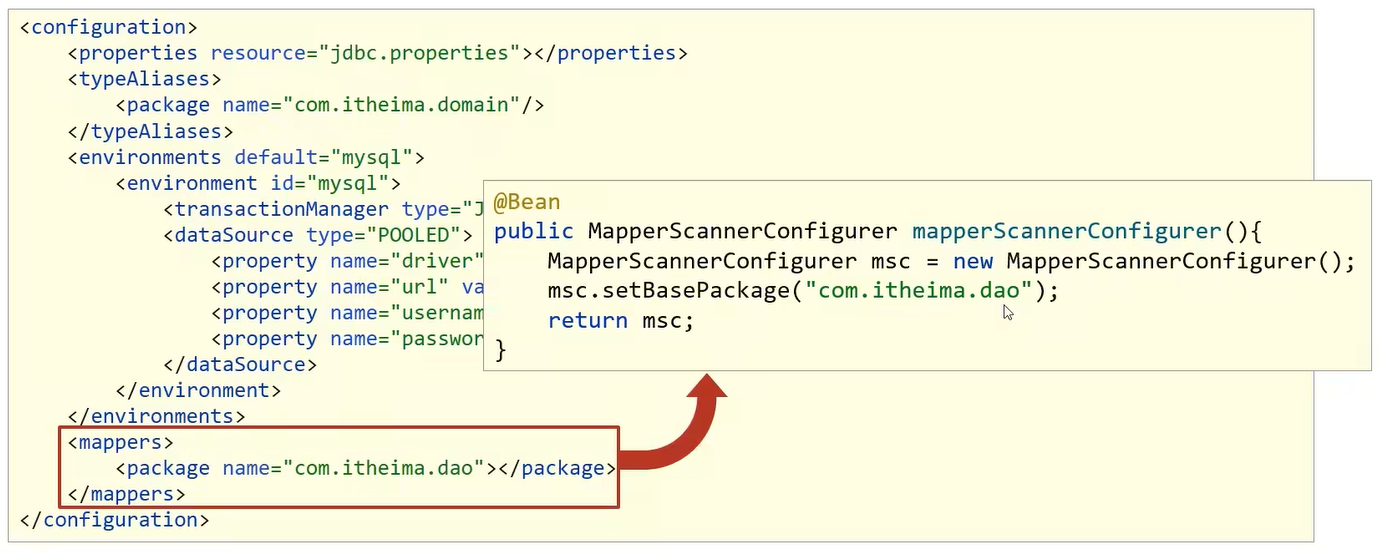 <configuration>
<properties resource="jdbc.properties"></properties>
<typeAliases>
<package name="com.itheima.domain"/>
</typeAliases>
<environments default="mysql">
<environment id="mysql">
<transactionManager type="J
<dataSource type="POOLED">
<property name="driver"
<property name="url" va
<property name="usernam
<property name="passwor
</dataSource>
</environment>
</environments>
<mappers>
<package name="com.itheima.dao"></package>
</mappers>
</configuration>
@Bean
public MapperScannerConfigurer mapperScannerConfigurer(){
MapperScannerConfigurer msc = new MapperScannerConfigurer();
msc.setBasePackage("com.itheima.dao");
return msc;
}